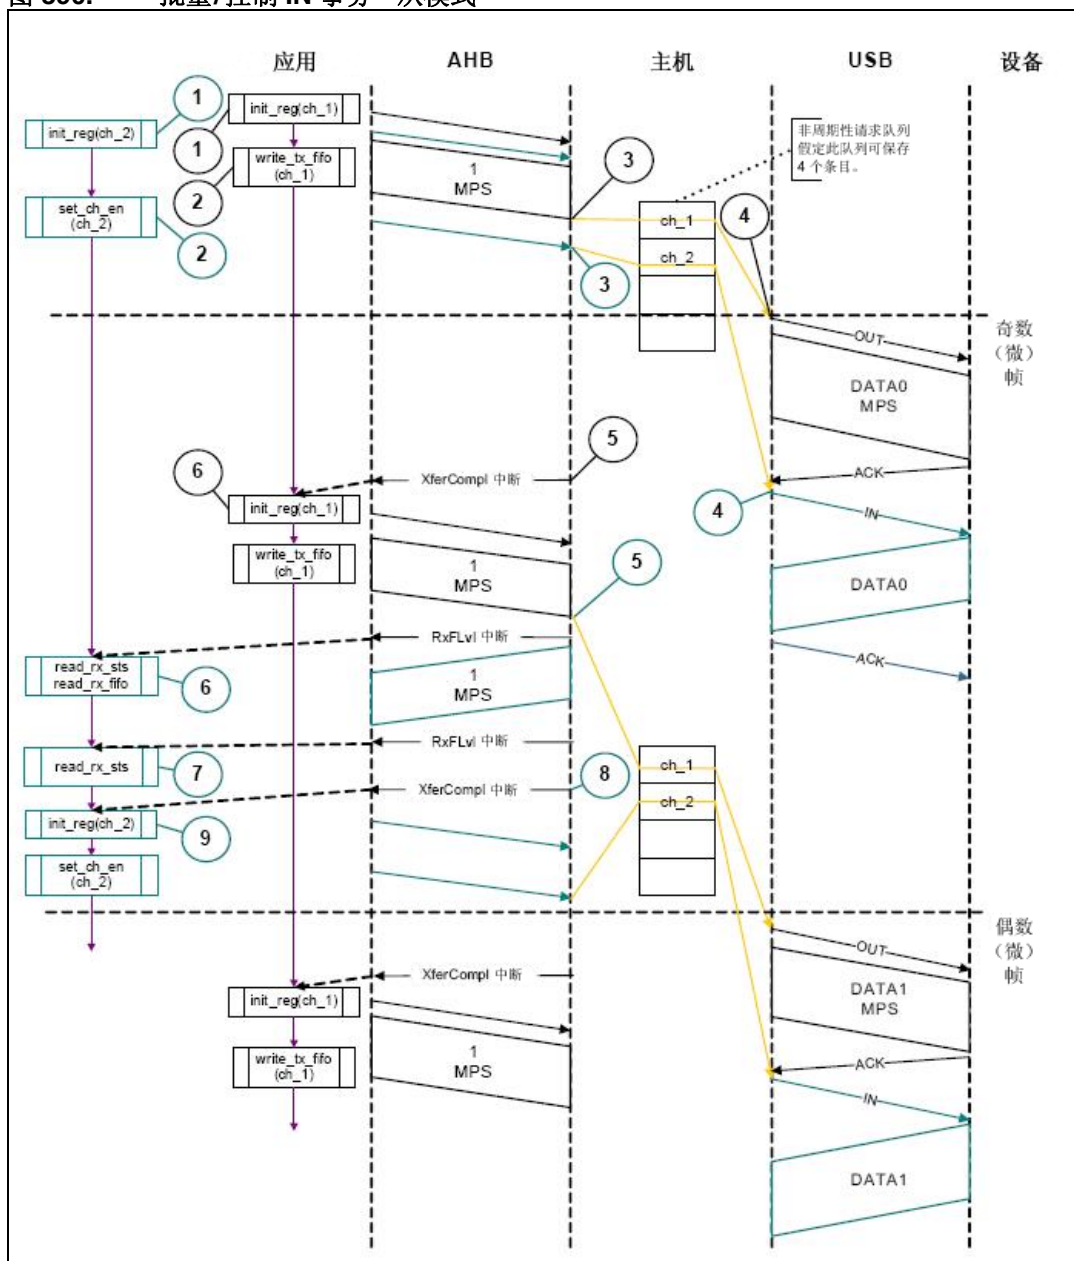 应用 AHB 主机 USB 设备
1
init_reg(ch_1)
init_reg(ch_2)
1
非周期性请求队列
假定此队列可保存
4 个条目。
write_tx_fifo
(ch_1)
1
MPS
3
2
set_ch_en
(ch_2)
ch_1
4
2
ch_2
3
奇数
(微)
帧
OUT
DATA0
MPS
5
6
XferCompl 中断
ACK
init_reg(ch_1)
4
IN
write_tx_fifo
(ch_1)
1
MPS
5
DATA0
RxFLvl 中断
read_rx_sts
read_rx_fifo
6
1
MPS
ACK
RxFLvl 中断
read_rx_sts
7
8
ch_1
XferCompl 中断
ch_2
init_reg(ch_2)
9
set_ch_en
(ch_2)
偶数
(微)
帧
OUT
XferCompl 中断
init_reg(ch_1)
DATA1
MPS
write_tx_fifo
(ch_1)
1
MPS
ACK
IN
DATA1